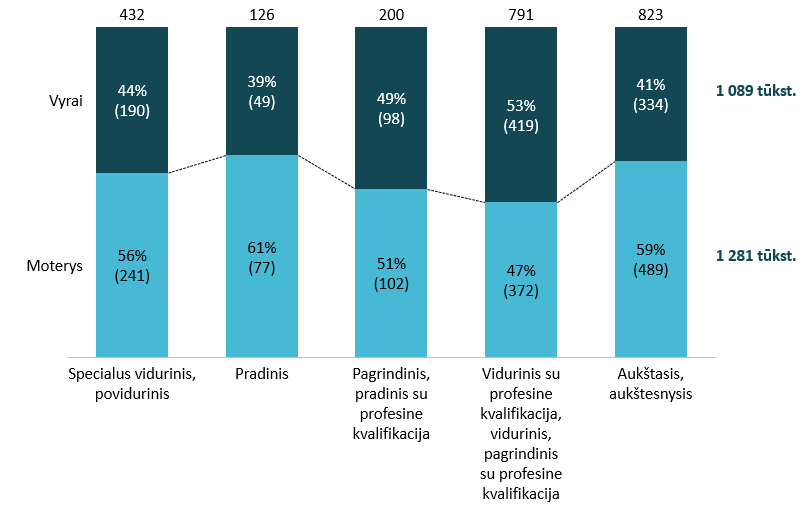 432
126
200
791
823
Vyrai
44%
(190)
39%
(49)
49%
(98)
53%
(419)
41%
(334)
1 089 tūkst.
Moterys
56%
(241)
61%
(77)
51%
(102)
47%
(372)
59%
(489)
1 281 tūkst.
Specialus vidurinis,
povidurinis
Pradinis
Pagrindinis,
pradinis su
profesine
kvalifikacija
Vidurinis su
profesine
kvalifikacija,
vidurinis,
pagrindinis
su profesine
kvalifikacija
Aukštasis,
aukštesnysis